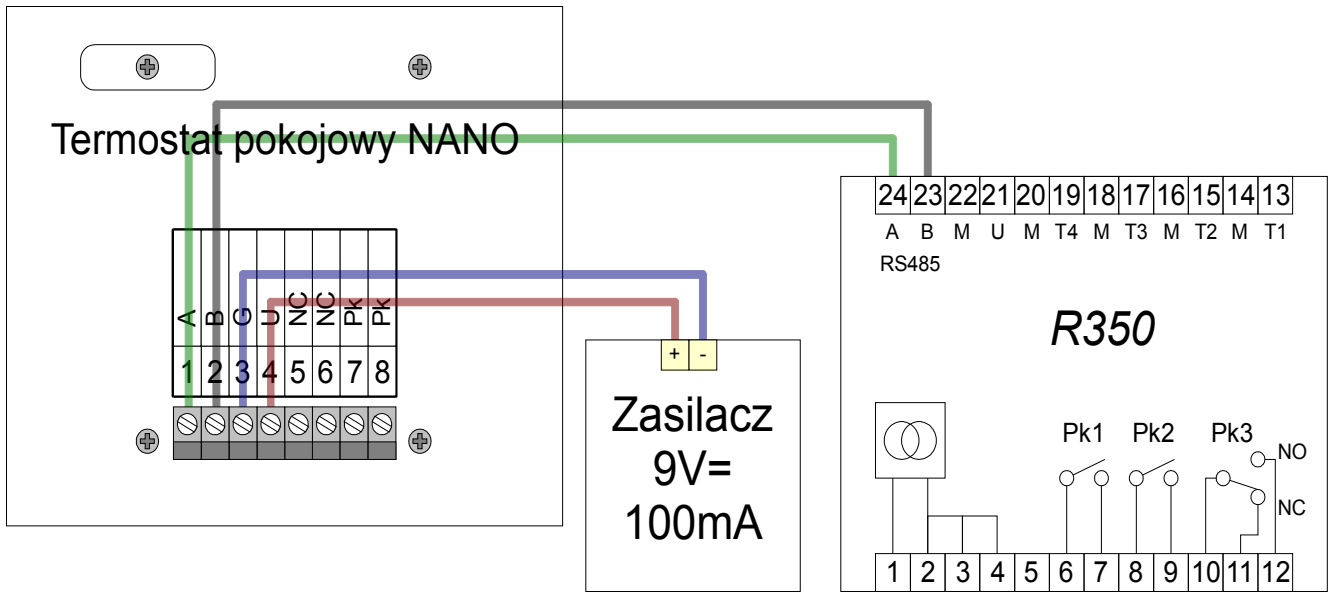 Termostat pokojowy NANO
A B G U NC NC Pk Pk
1 2 3 4 5 6 7 8
+ -
Zasilacz
9V=
100mA
24 23 22 21 20 19 18 17 16 15 14 13
A B M U M T4 M T3 M T2 M T1
RS485
R350
Pk1 Pk2 Pk3
NO
NC
1 2 3 4 5 6 7 8 9 10 11 12